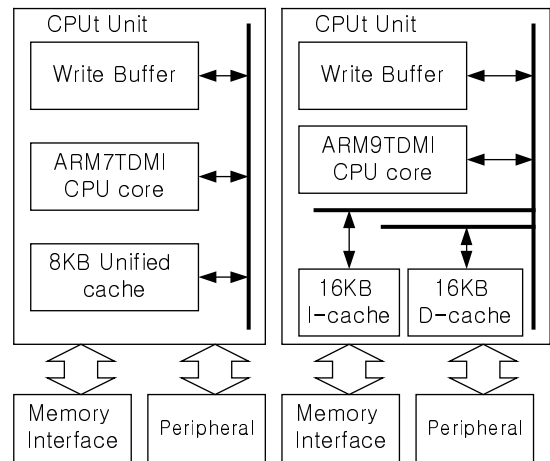 CPUt Unit
Write Buffer
ARM7TDMI
CPU core
8KB Unified
cache
Memory
Interface
Peripheral
CPUt Unit
Write Buffer
ARM9TDMI
CPU core
16KB
I-cache
16KB
D-cache
Memory
Interface
Peripheral